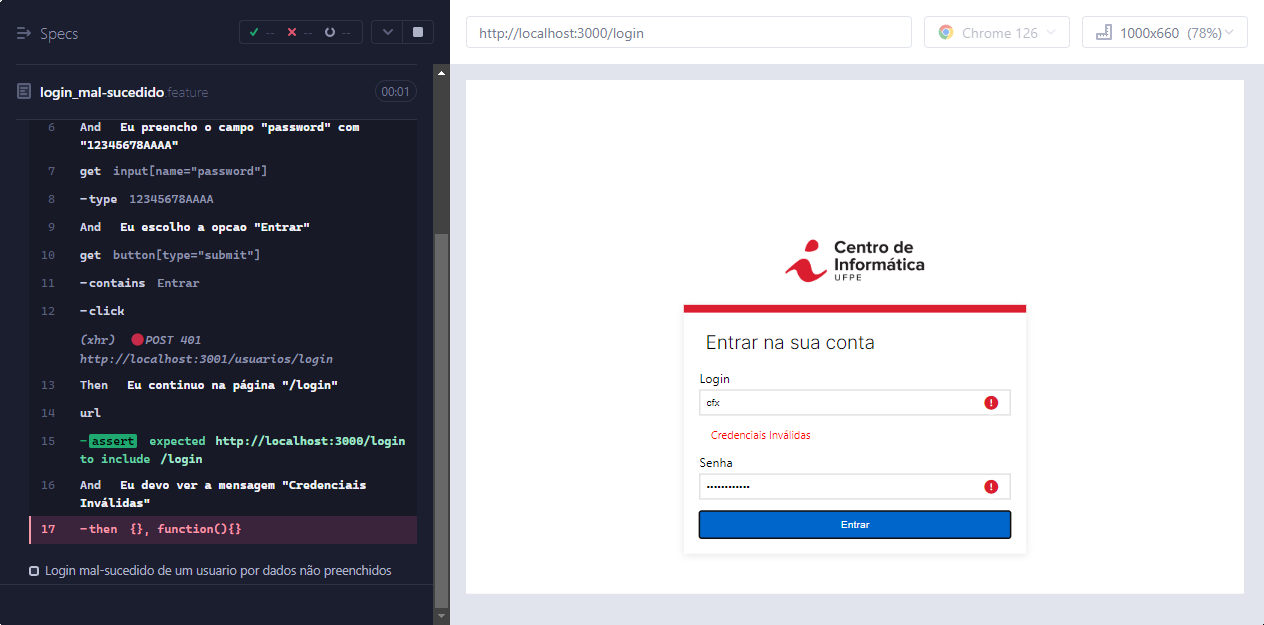 Specs
-- -- --
login_mal-sucedido.feature
00:01
6 And Eu preencho o campo "password" com
"12345678AAAA"
7 get input[name="password"]
8 -type 12345678AAAA
9 And Eu escolho a opcao "Entrar"
10 get button[type="submit"]
11 -contains Entrar
12 -click
(xhr) POST 401
http://localhost:3001/usuarios/login
13 Then Eu continuo na página "/login"
14 url
15 -assert expected http://localhost:3000/login
to include /login
16 And Eu devo ver a mensagem "Credenciais
Inválidas"
17 -then {}, function(){}
Login mal-sucedido de um usuario por dados não preenchidos
http://localhost:3000/login
Chrome 126
1000x660 (78%)
Centro de
Informática
UFPE
Entrar na sua conta
Login
cfx
Credenciais Inválidas
Senha
Entrar